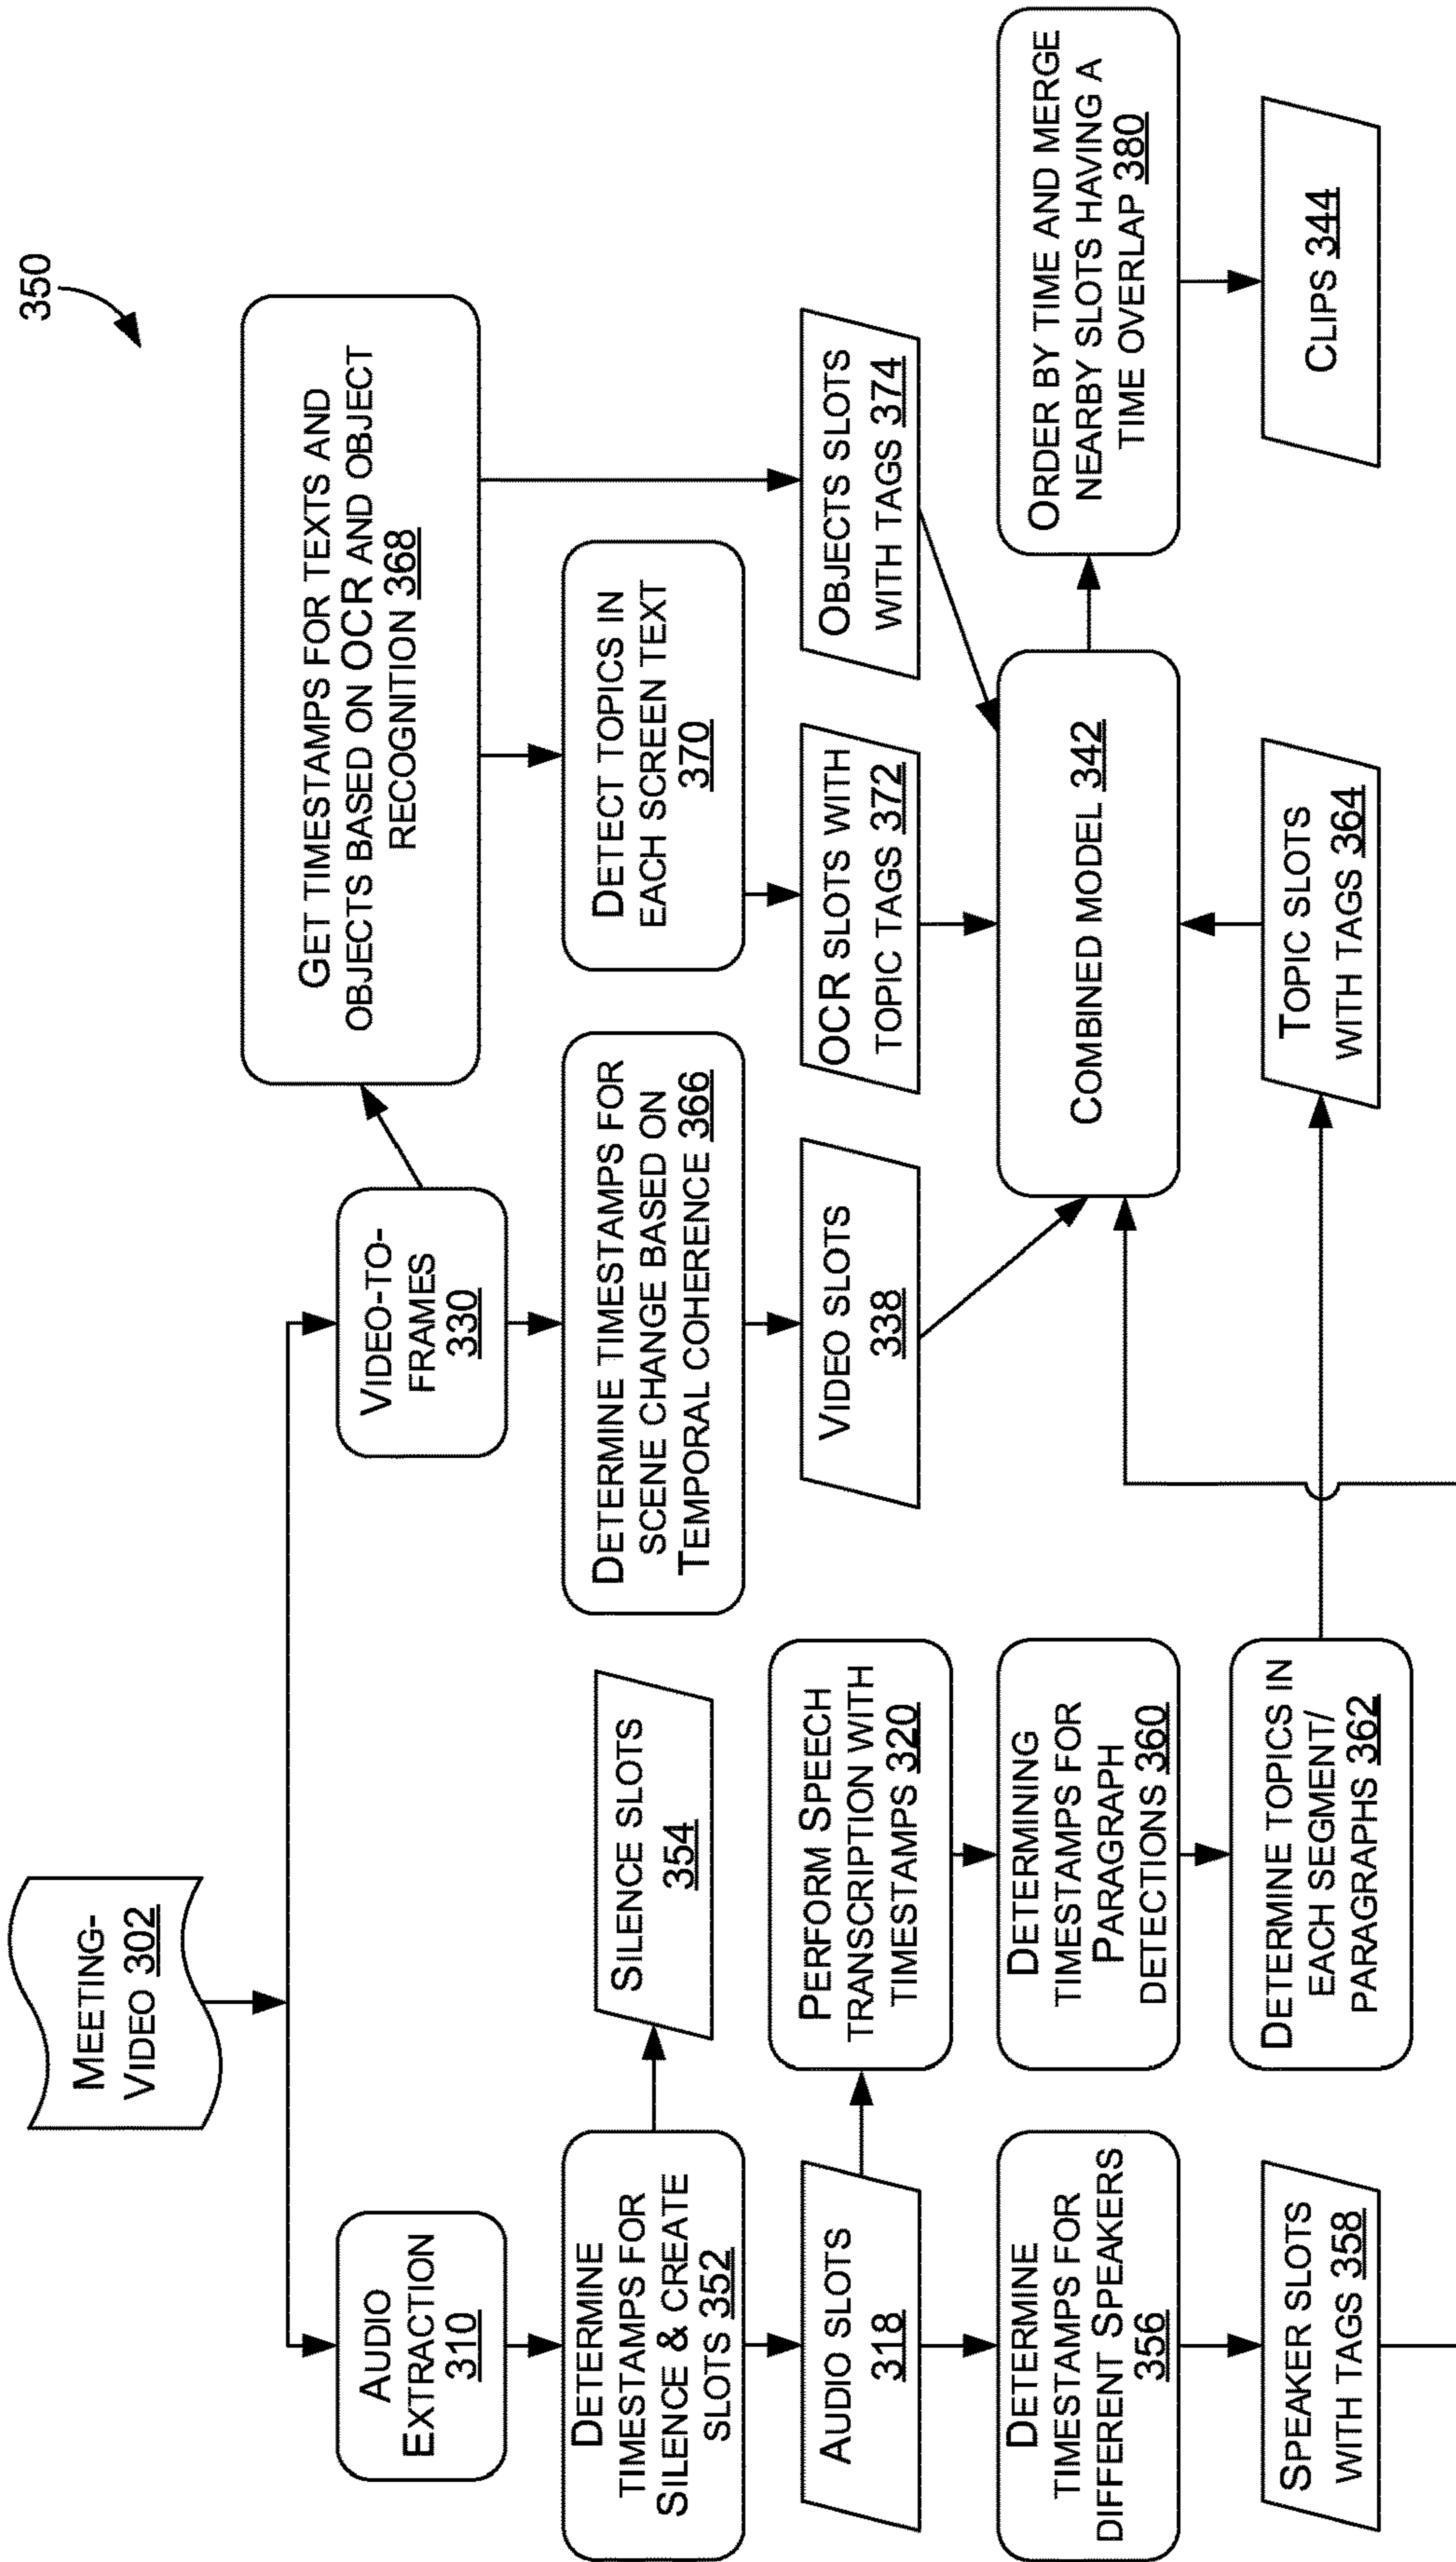 350
MEETING-
VIDEO 302
AUDIO
EXTRACTION
310
VIDEO-TO-
FRAMES
330
GET TIMESTAMPS FOR TEXTS AND
OBJECTS BASED ON OCR AND OBJECT
RECOGNITION 368
DETERMINE
TIMESTAMPS FOR
SILENCE & CREATE
SLOTS 352
SILENCE SLOTS
354
DETERMINE TIMESTAMPS FOR
SCENE CHANGE BASED ON
TEMPORAL COHERENCE 366
DETECT TOPICS IN
EACH SCREEN TEXT
370
AUDIO SLOTS
318
PERFORM SPEECH
TRANSCRIPTION WITH
TIMESTAMPS 320
VIDEO SLOTS
338
OCR SLOTS WITH
TOPIC TAGS 372
OBJECTS SLOTS
WITH TAGS 374
DETERMINE
TIMESTAMPS FOR
DIFFERENT SPEAKERS
356
DETERMINING
TIMESTAMPS FOR
PARAGRAPH
DETECTIONS 360
COMBINED MODEL 342
ORDER BY TIME AND MERGE
NEARBY SLOTS HAVING A
TIME OVERLAP 380
SPEAKER SLOTS
WITH TAGS 358
DETERMINE TOPICS IN
EACH SEGMENT/
PARAGRAPHS 362
TOPIC SLOTS
WITH TAGS 364
CLIPS 344